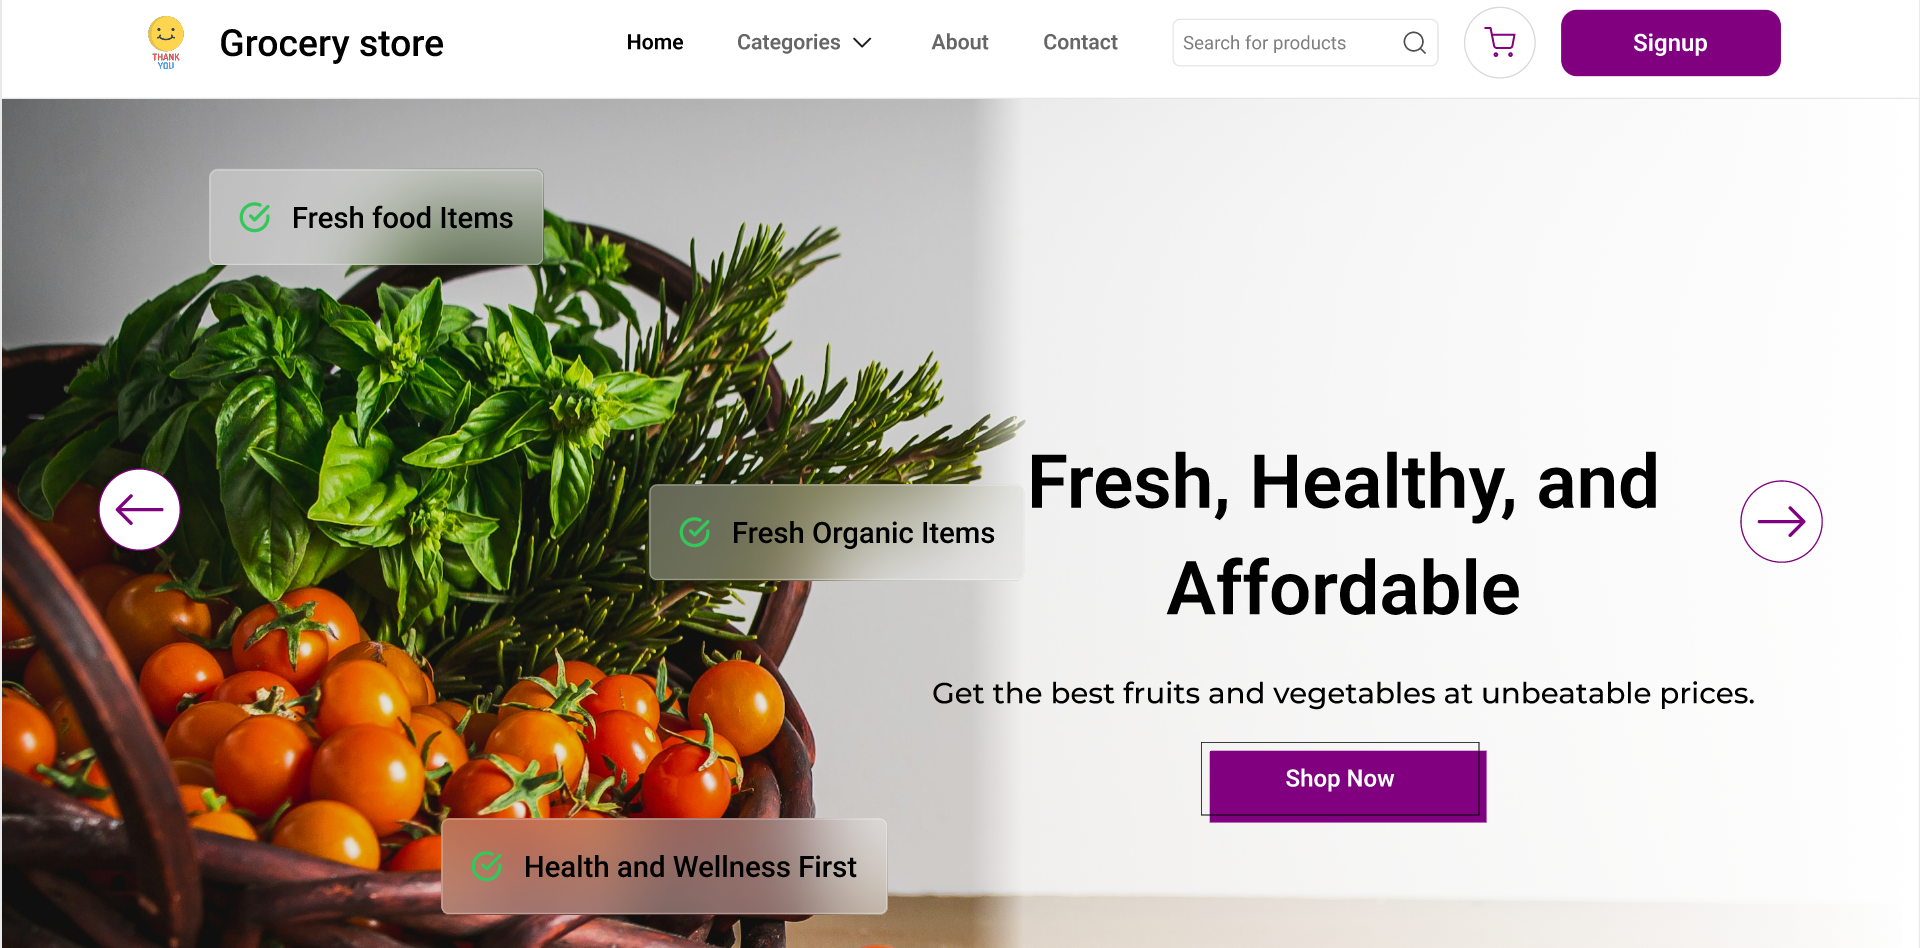 THANK
YOU
Grocery store
Home
Categories
About
Contact
Search for products
Signup
Fresh food Items
Fresh Organic Items
Health and Wellness First
Fresh, Healthy, and
Affordable
Get the best fruits and vegetables at unbeatable prices.
Shop Now